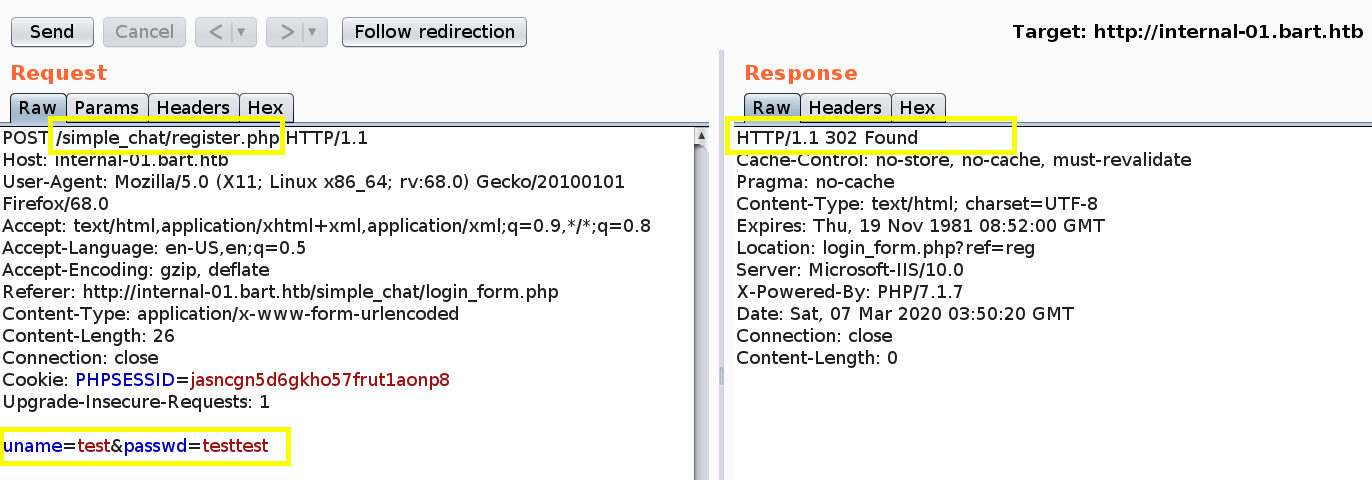 Send Cancel < ▼ > ▼ Follow redirection Target: http://internal-01.bart.htb
Request
Raw Params Headers Hex
POST /simple_chat/register.php HTTP/1.1
Host: internal-01.bart.htb
User-Agent: Mozilla/5.0 (X11; Linux x86_64; rv:68.0) Gecko/20100101
Firefox/68.0
Accept: text/html,application/xhtml+xml,application/xml;q=0.9,*/*;q=0.8
Accept-Language: en-US,en;q=0.5
Accept-Encoding: gzip, deflate
Referer: http://internal-01.bart.htb/simple_chat/login_form.php
Content-Type: application/x-www-form-urlencoded
Content-Length: 26
Connection: close
Cookie: PHPSESSID=jasncgn5d6gkho57frut1aonp8
Upgrade-Insecure-Requests: 1
uname=test&passwd=testtest
Response
Raw Headers Hex
HTTP/1.1 302 Found
Cache-Control: no-store, no-cache, must-revalidate
Pragma: no-cache
Content-Type: text/html; charset=UTF-8
Expires: Thu, 19 Nov 1981 08:52:00 GMT
Location: login_form.php?ref=reg
Server: Microsoft-IIS/10.0
X-Powered-By: PHP/7.1.7
Date: Sat, 07 Mar 2020 03:50:20 GMT
Connection: close
Content-Length: 0